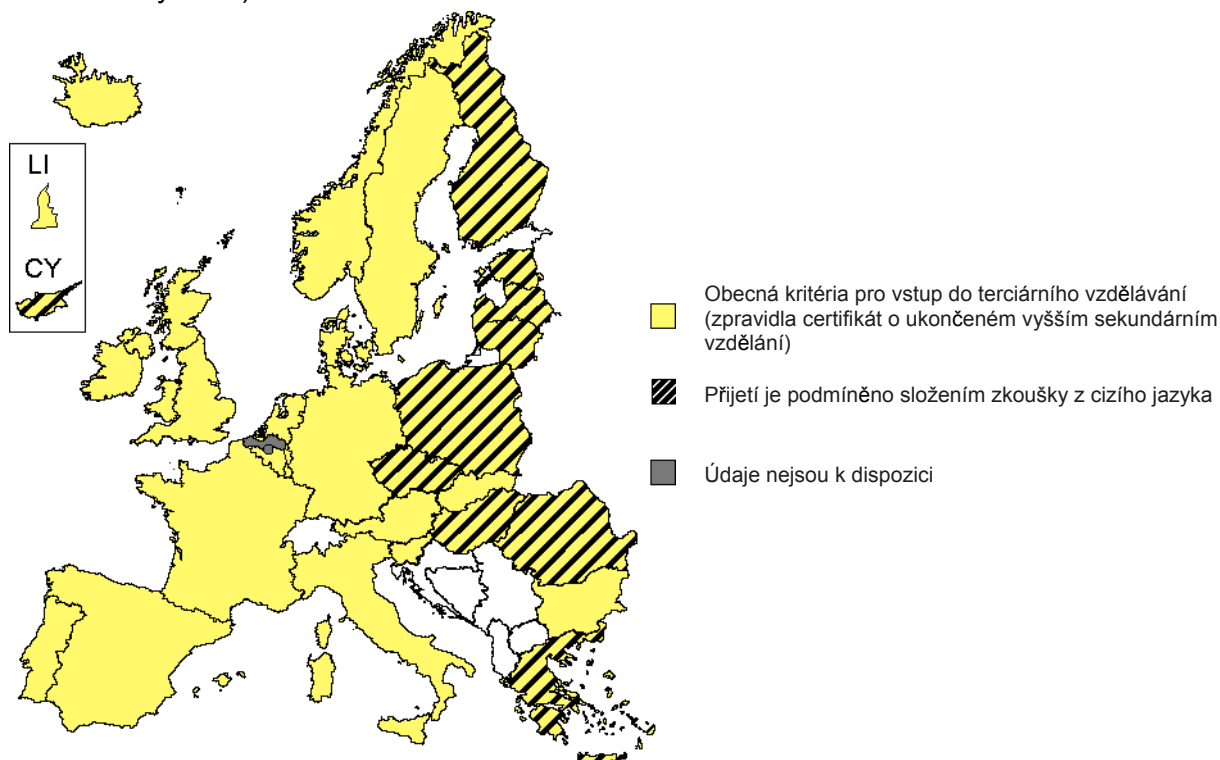 LI
CY
Obecná kritéria pro vstup do terciárního vzdělávání
(zpravidla certifikát o ukončeném vyšším sekundárním
vzdělání)
Přijetí je podmíněno složením zkoušky z cizího jazyka
Údaje nejsou k dispozici